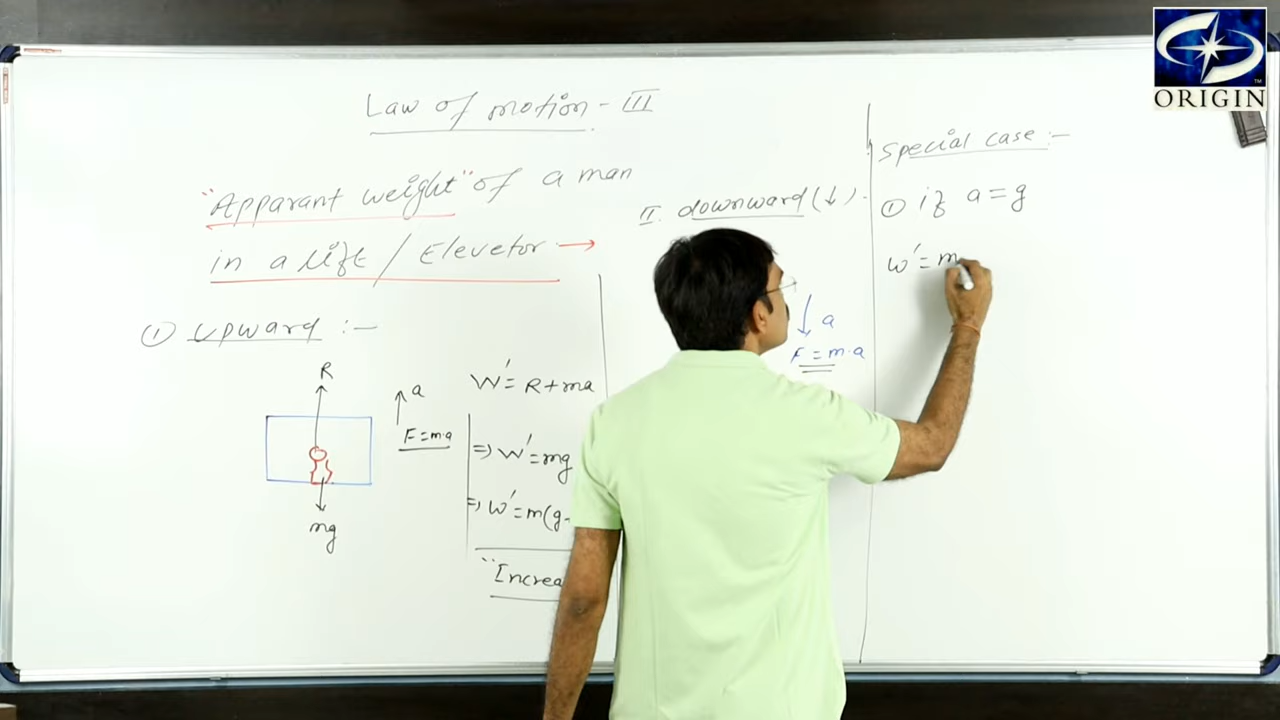 Law of motion - III
"Apparant weight" of a man
in a Lift / Elevetor →
① Upward :-
R
a
F = m·a
mg
W' = R + ma
⇒ W' = mg
⇒ W' = m(g
"Increa
II. downward (↓).
a
F = m·a
Special case :-
① if a = g
W' = m
ORIGIN